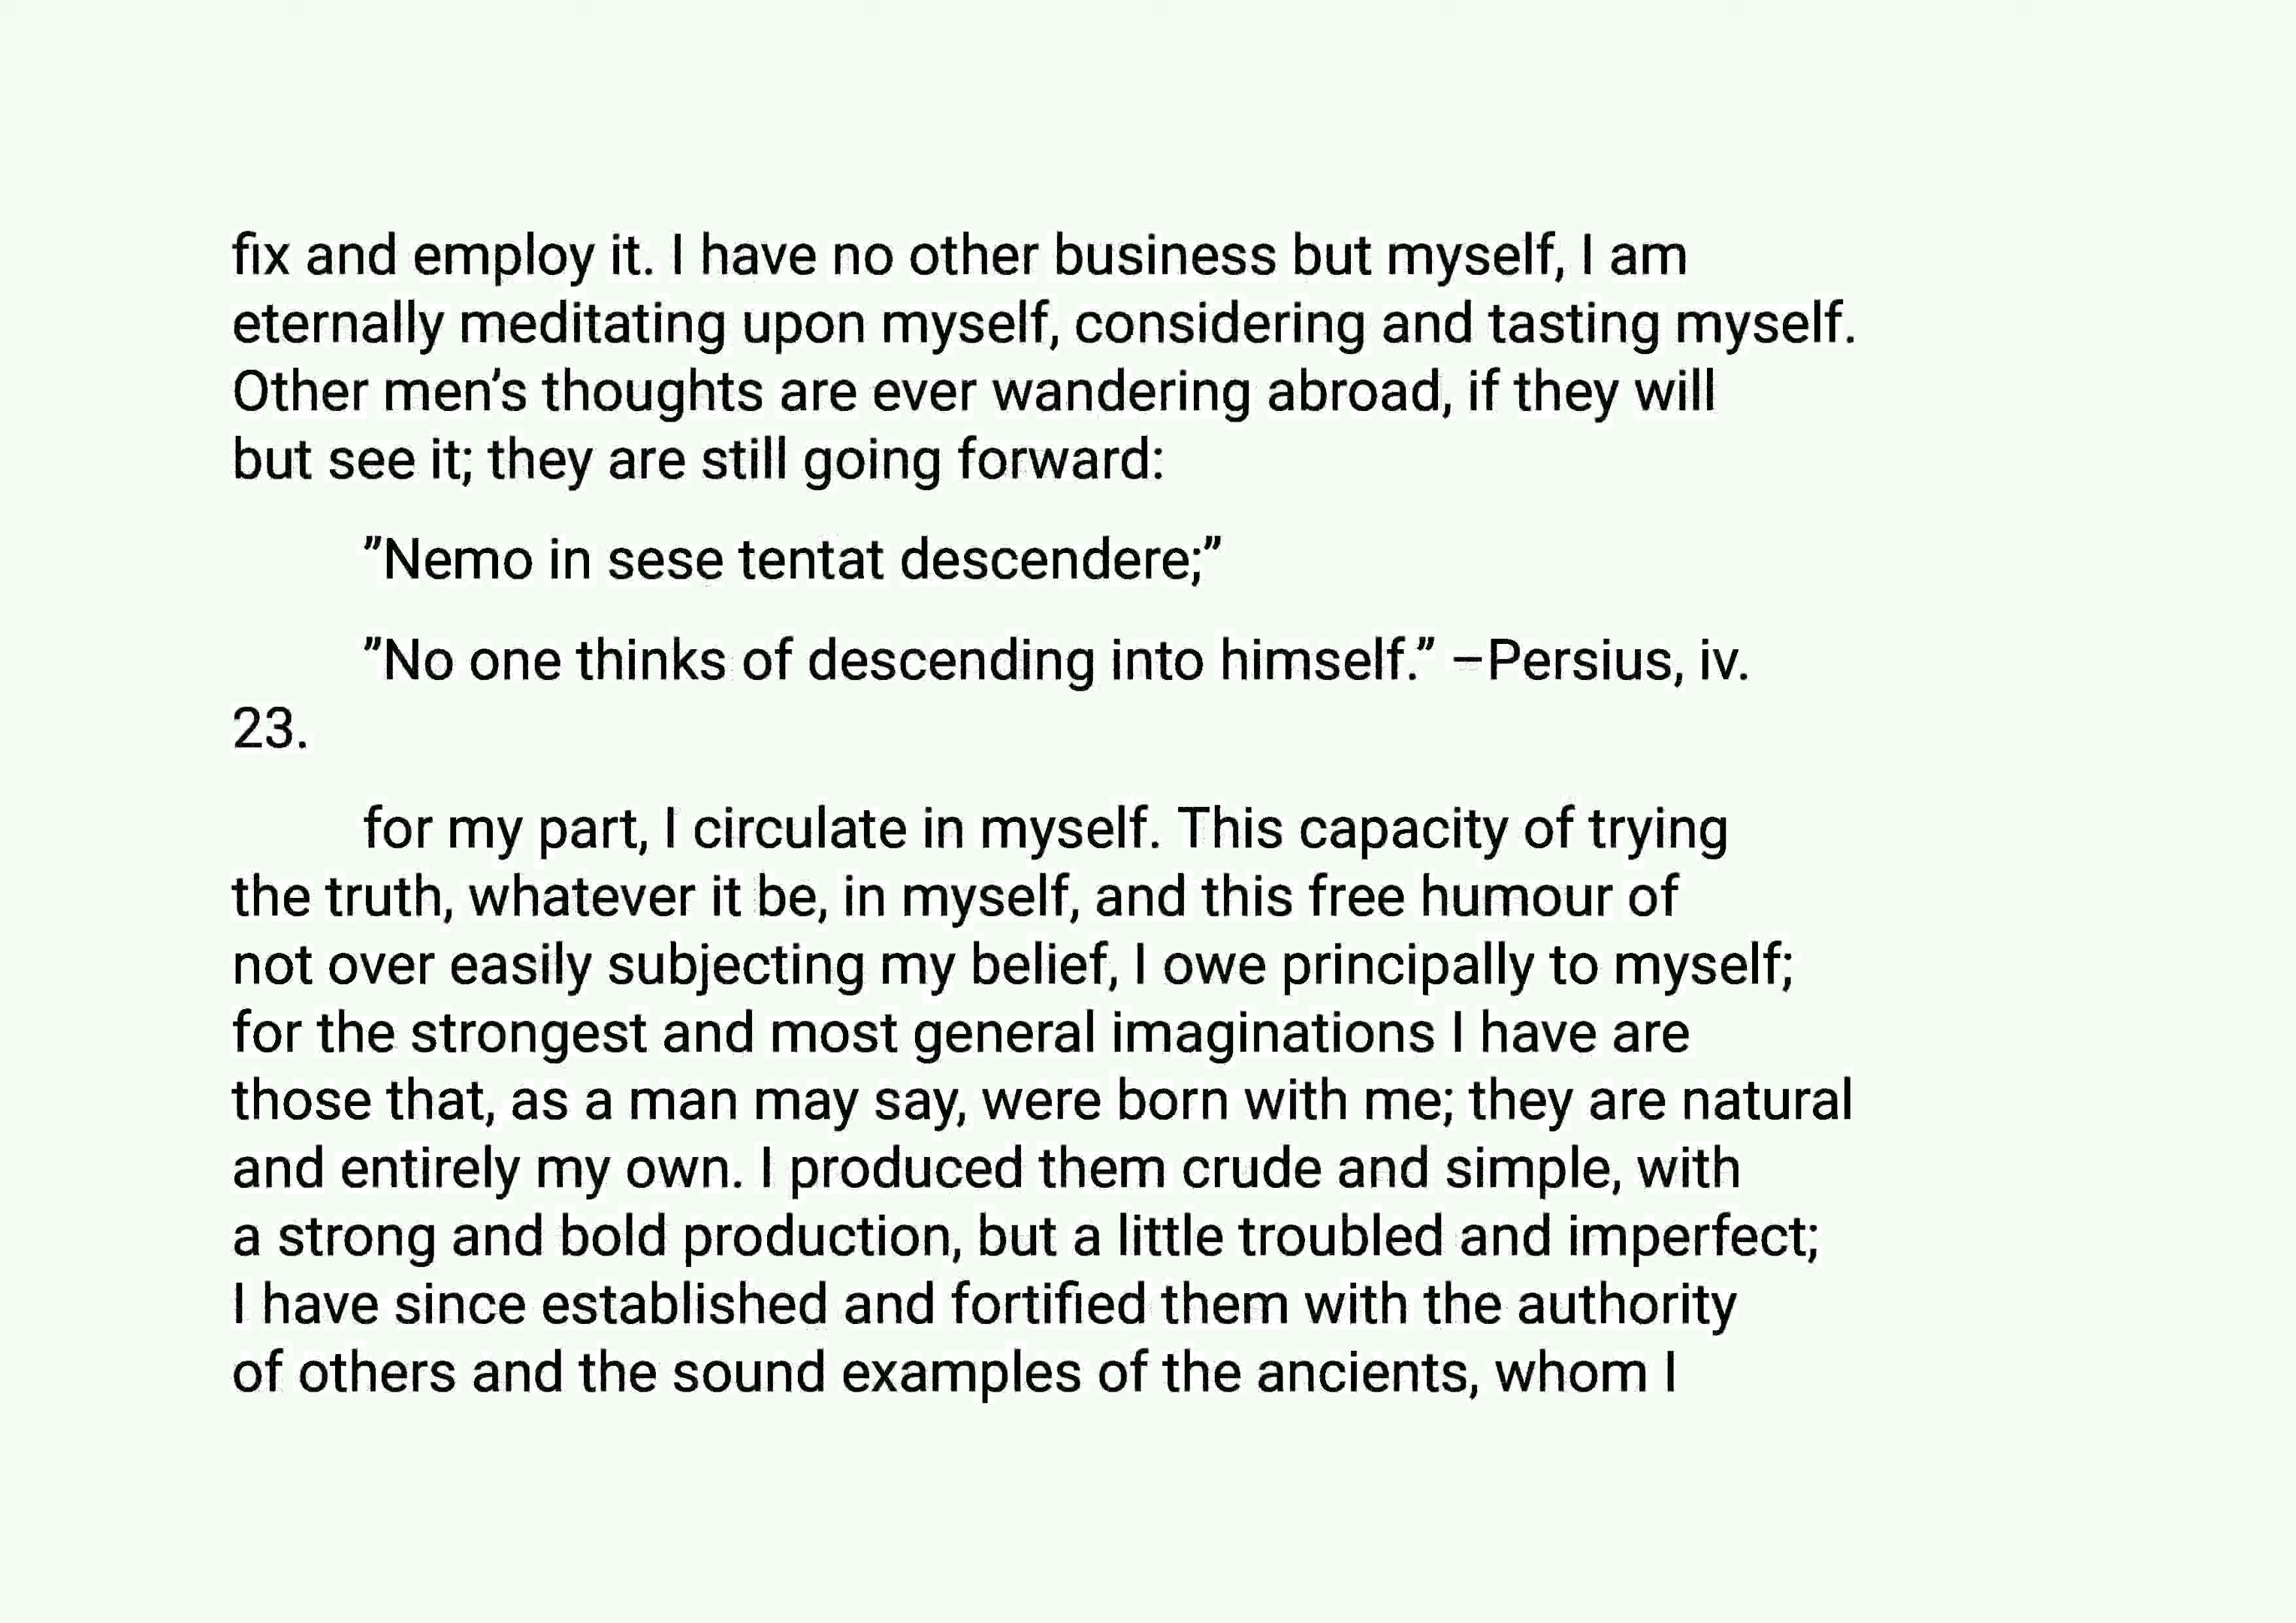 fix and employ it. I have no other business but myself, I am
eternally meditating upon myself, considering and tasting myself.
Other men's thoughts are ever wandering abroad, if they will
but see it; they are still going forward:
”Nemo in sese tentat descendere;”
”No one thinks of descending into himself.” –Persius, iv.
23.
for my part, I circulate in myself. This capacity of trying
the truth, whatever it be, in myself, and this free humour of
not over easily subjecting my belief, I owe principally to myself;
for the strongest and most general imaginations I have are
those that, as a man may say, were born with me; they are natural
and entirely my own. I produced them crude and simple, with
a strong and bold production, but a little troubled and imperfect;
I have since established and fortified them with the authority
of others and the sound examples of the ancients, whom I